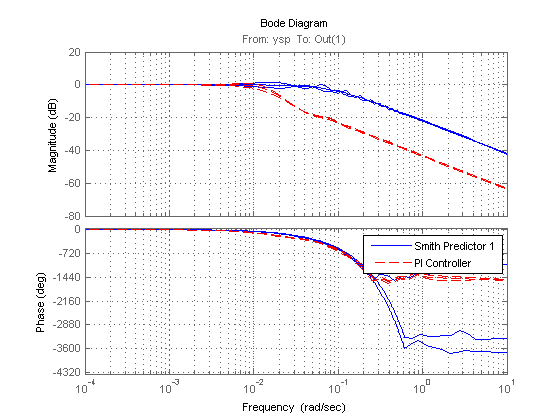 Bode Diagram
From: ysp To: Out(1)
20
0
-20
-40
-60
-80
Magnitude (dB)
0
-720
-1440
-2160
-2880
-3600
-4320
Phase (deg)
Smith Predictor 1
PI Controller
10^-4
10^-3
10^-2
10^-1
10^0
10^1
Frequency (rad/sec)